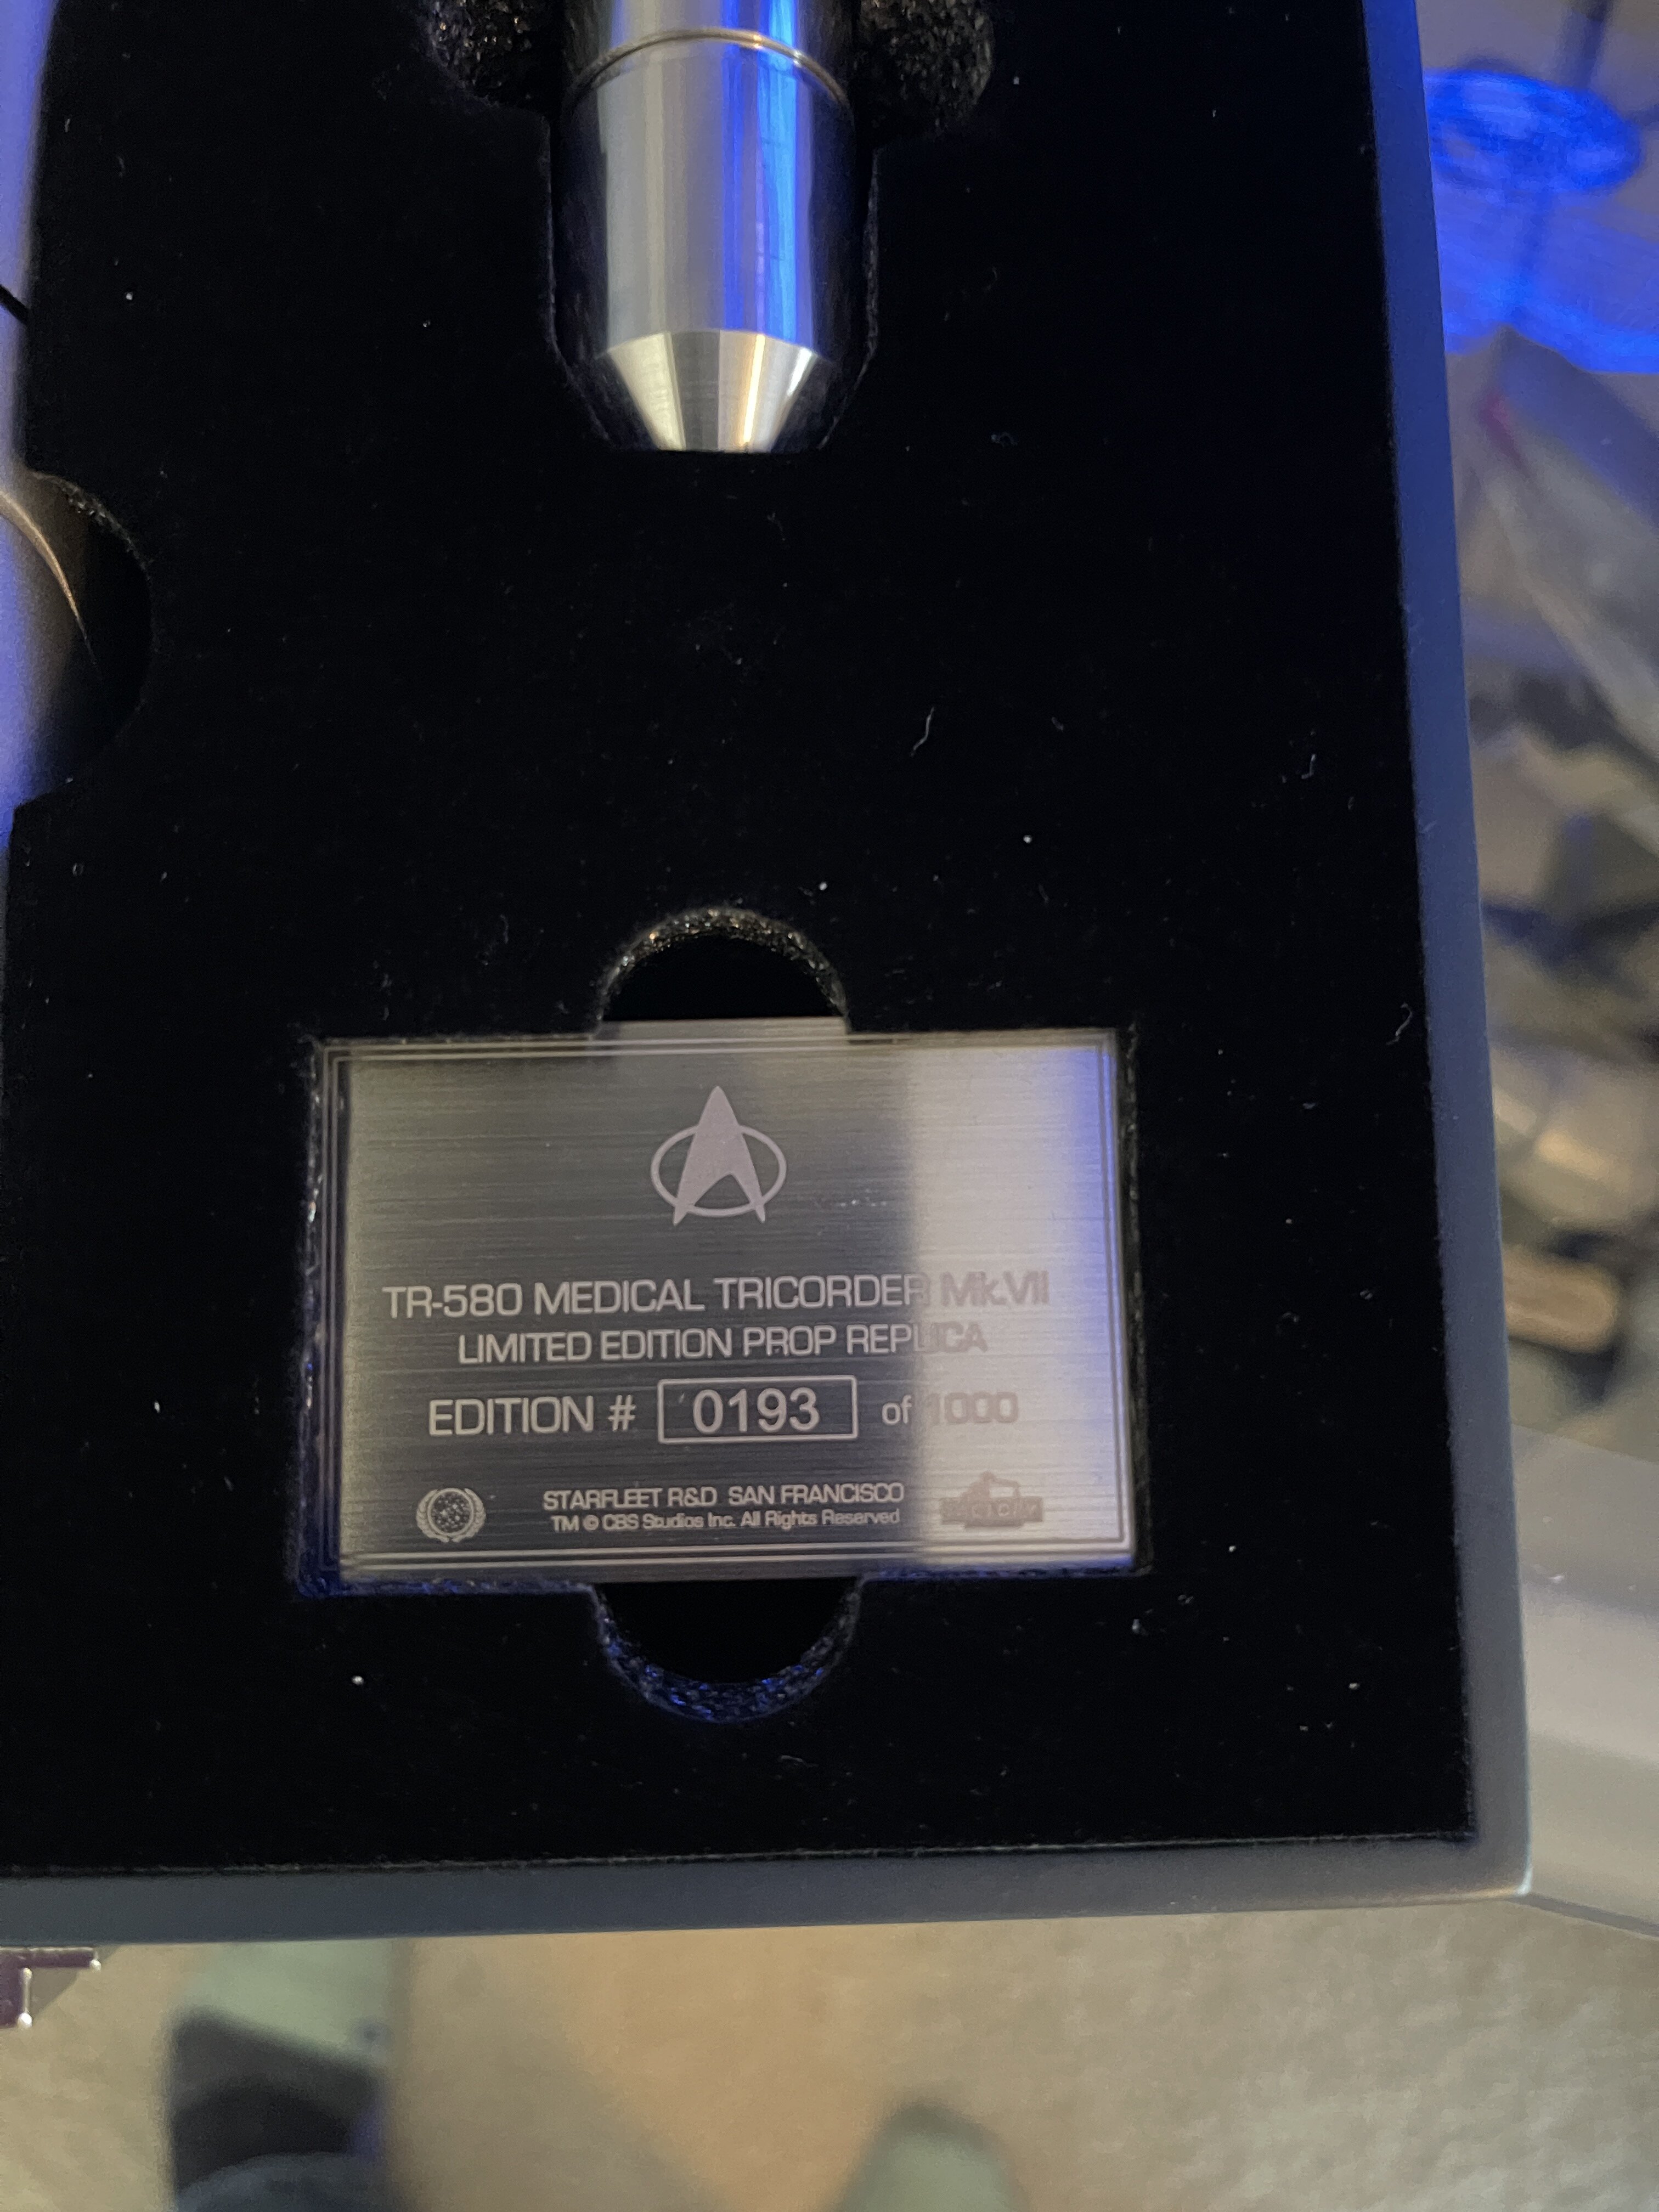 TR-580 MEDICAL TRICORDER Mk.VII
LIMITED EDITION PROP REPLICA
EDITION # 0193 of 1000
STARFLEET R&D SAN FRANCISCO
TM © CBS Studios Inc. All Rights Reserved